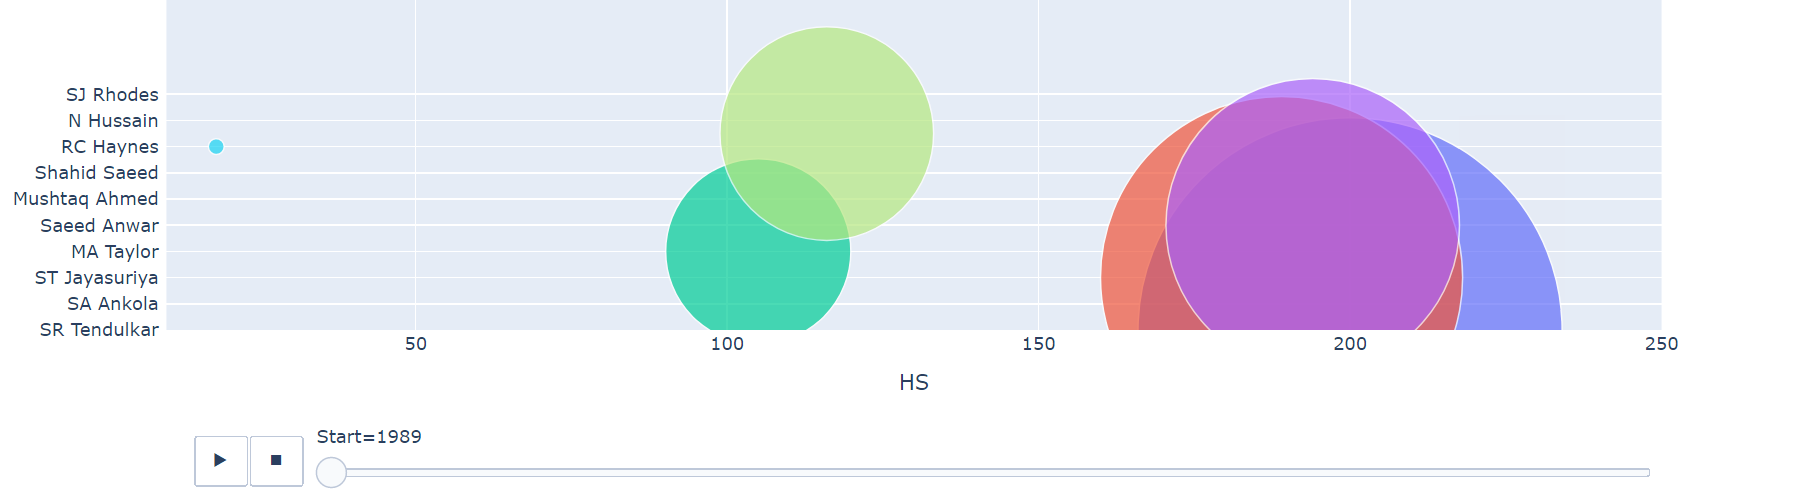 SJ Rhodes
N Hussain
RC Haynes
Shahid Saeed
Mushtaq Ahmed
Saeed Anwar
MA Taylor
ST Jayasuriya
SA Ankola
SR Tendulkar
50 100 150 200 250
HS
Start=1989